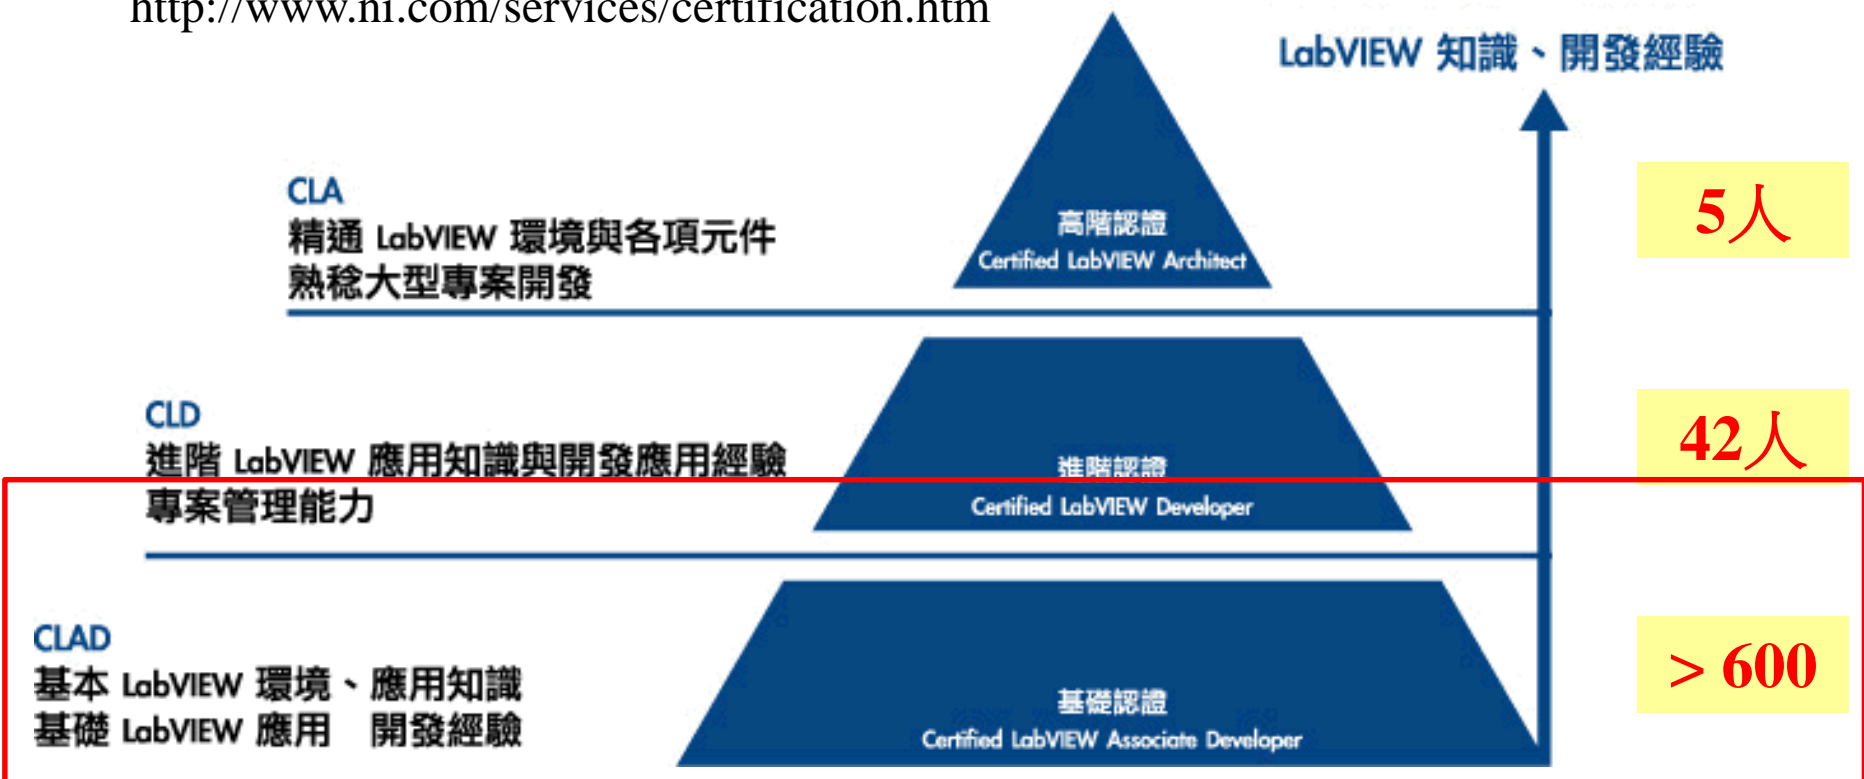 http://www.ni.com/services/certification.htm
LabVIEW 知識、開發經驗
CLA
精通 LabVIEW 環境與各項元件
熟稔大型專案開發
高階認證
Certified LabVIEW Architect
5人
CLD
進階 LabVIEW 應用知識與開發應用經驗
專案管理能力
進階認證
Certified LabVIEW Developer
42人
CLAD
基本 LabVIEW 環境、應用知識
基礎 LabVIEW 應用 開發經驗
基礎認證
Certified LabVIEW Associate Developer
> 600